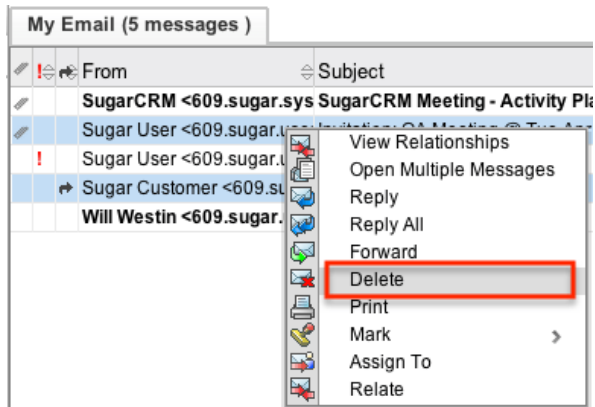 My Email (5 messages )
! From Subject
SugarCRM <609.sugar.sys SugarCRM Meeting - Activity Pla
Sugar User <609.sugar.
! Sugar User <609.sugar.u
Sugar Customer <609.su
Will Westin <609.sugar.
View Relationships
Open Multiple Messages
Reply
Reply All
Forward
Delete
Print
Mark
Assign To
Relate